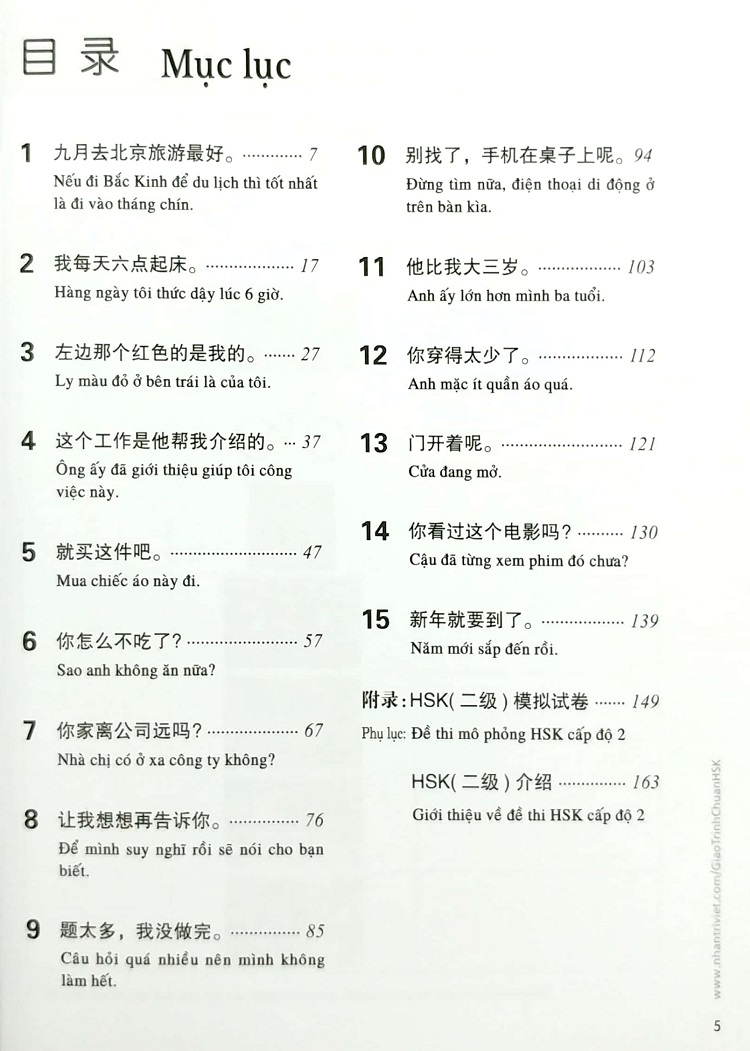 目录 Mục lục
1 九月去北京旅游最好。 ············ 7
Nếu đi Bắc Kinh để du lịch thì tốt nhất
là đi vào tháng chín.
2 我每天六点起床。 ·················· 17
Hàng ngày tôi thức dậy lúc 6 giờ.
3 左边那个红色的是我的。 ······· 27
Ly màu đỏ ở bên trái là của tôi.
4 这个工作是他帮我介绍的。 ··· 37
Ông ấy đã giới thiệu giúp tôi công
việc này.
5 就买这件吧。 ·························· 47
Mua chiếc áo này đi.
6 你怎么不吃了? ······················· 57
Sao anh không ăn nữa?
7 你家离公司远吗? ··················· 67
Nhà chị có ở xa công ty không?
8 让我想想再告诉你。 ·············· 76
Để mình suy nghĩ rồi sẽ nói cho bạn
biết.
9 题太多，我没做完。 ·············· 85
Câu hỏi quá nhiều nên mình không
làm hết.
10 别找了，手机在桌子上呢。 94
Đừng tìm nữa, điện thoại di động ở
trên bàn kìa.
11 他比我大三岁。 ················· 103
Anh ấy lớn hơn mình ba tuổi.
12 你穿得太少了。 ················· 112
Anh mặc ít quần áo quá.
13 门开着呢。 ························· 121
Cửa đang mở.
14 你看过这个电影吗? ·········· 130
Cậu đã từng xem phim đó chưa?
15 新年就要到了。 ················· 139
Năm mới sắp đến rồi.
附录: HSK(二级)模拟试卷 ······· 149
Phụ lục: Đề thi mô phỏng HSK cấp độ 2
HSK(二级)介绍 ·············· 163
Giới thiệu về đề thi HSK cấp độ 2
www.nhantriviet.com/GiaoTrinhChuanHSK
5